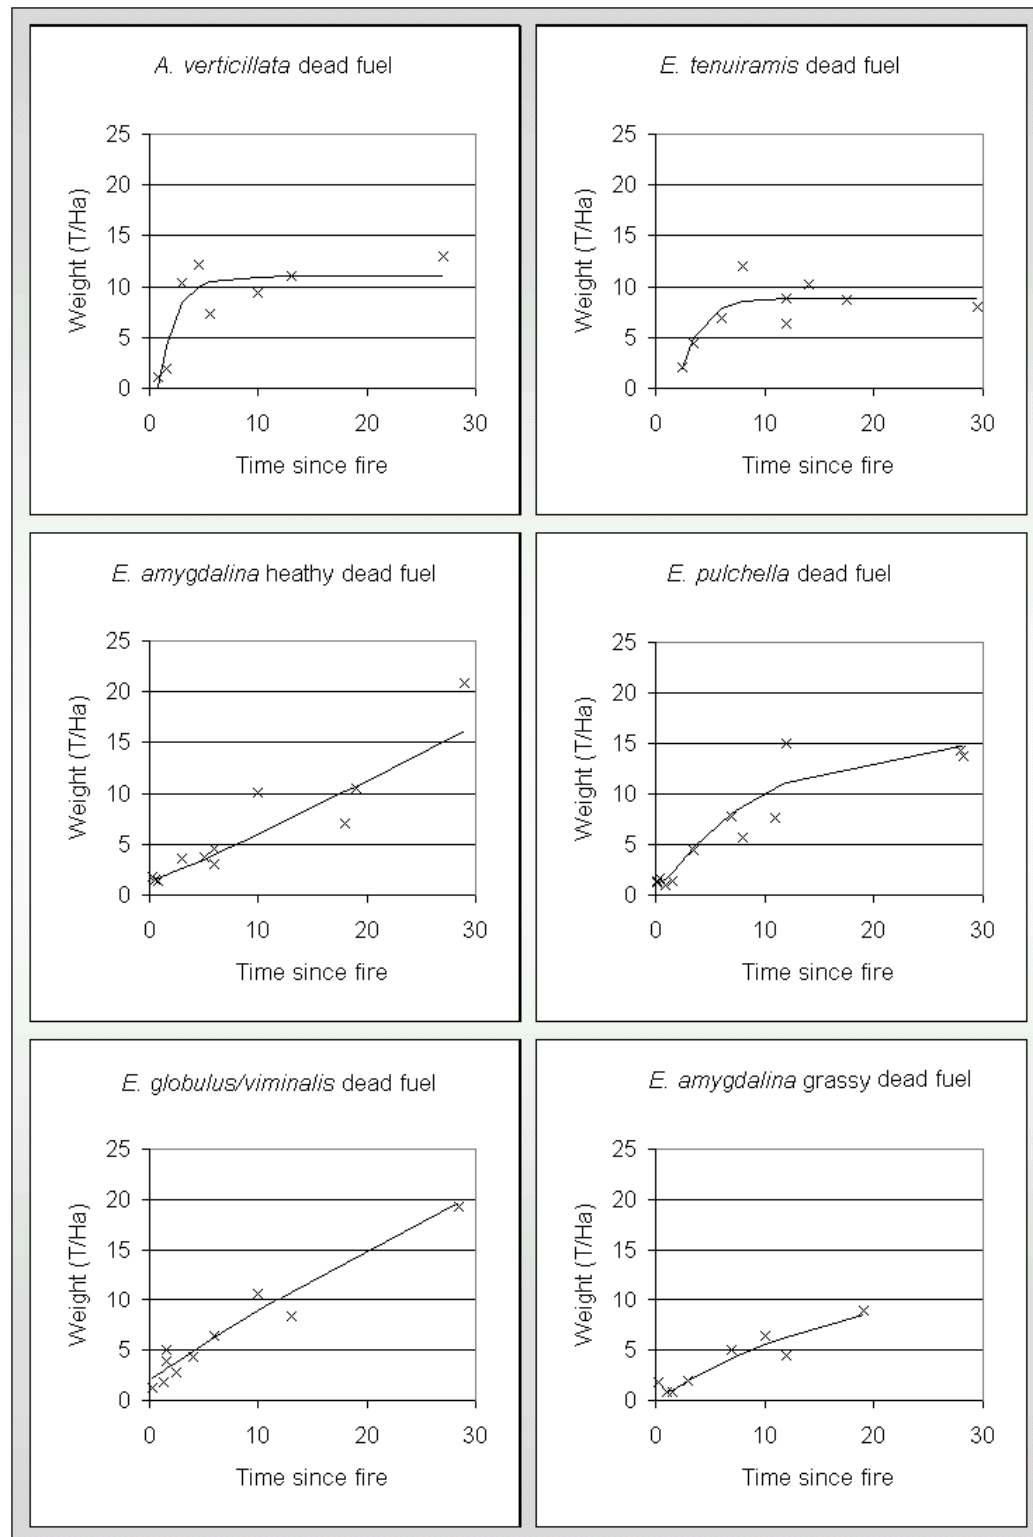 A. verticillata dead fuel
25
20
15
10
5
0
Weight (T/Ha)
0 10 20 30
Time since fire
E. tenuiramis dead fuel
25
20
15
10
5
0
Weight (T/Ha)
0 10 20 30
Time since fire
E. amygdalina heathy dead fuel
25
20
15
10
5
0
Weight (T/Ha)
0 10 20 30
Time since fire
E. pulchella dead fuel
25
20
15
10
5
0
Weight (T/Ha)
0 10 20 30
Time since fire
E. globulus/viminalis dead fuel
25
20
15
10
5
0
Weight (T/Ha)
0 10 20 30
Time since fire
E. amygdalina grassy dead fuel
25
20
15
10
5
0
Weight (T/Ha)
0 10 20 30
Time since fire